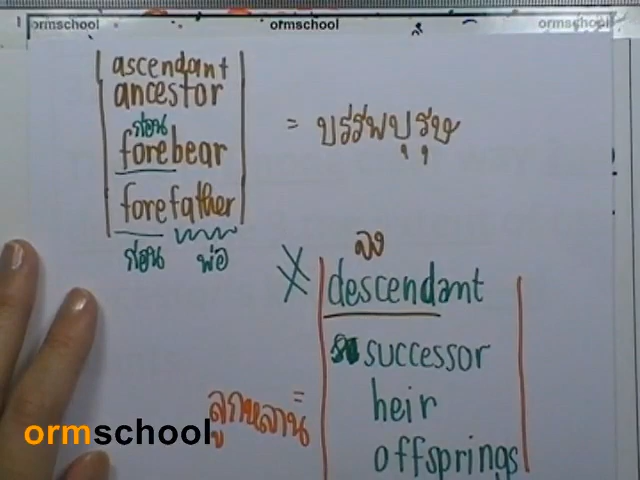 ormschool ormschool ormschool
ascendant
ancestor
ก่อน
forebear
= บรรพบุรุษ
forefather
ก่อน พ่อ
ลง
descendant
successor
heir
ลูกหลาน =
offsprings
ormschool